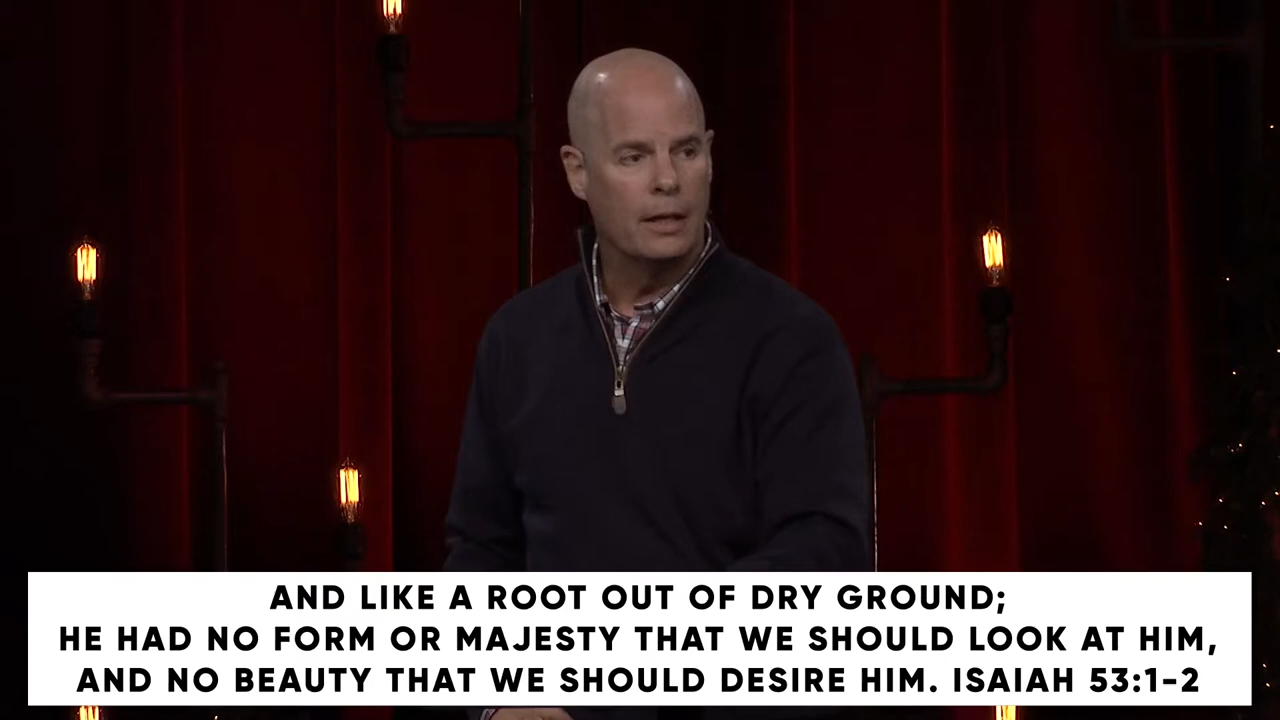 AND LIKE A ROOT OUT OF DRY GROUND;
HE HAD NO FORM OR MAJESTY THAT WE SHOULD LOOK AT HIM,
AND NO BEAUTY THAT WE SHOULD DESIRE HIM. ISAIAH 53:1-2